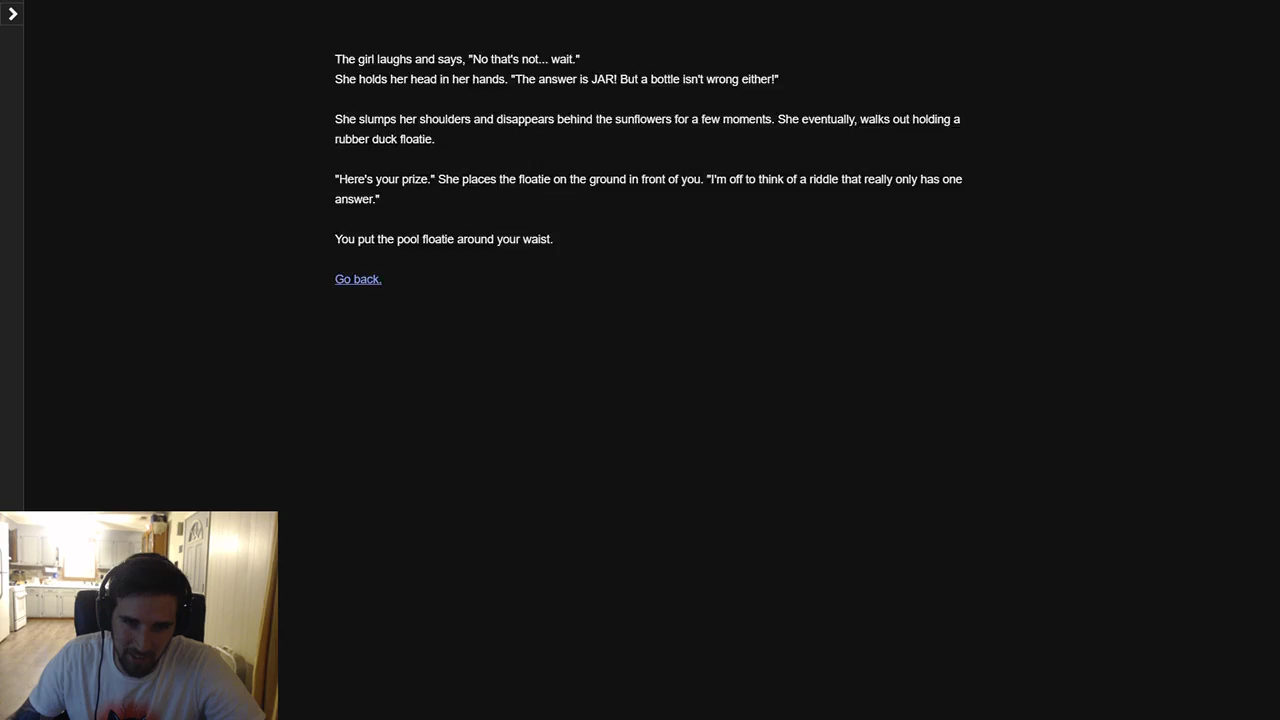 The girl laughs and says, "No that's not... wait."
She holds her head in her hands. "The answer is JAR! But a bottle isn't wrong either!"
She slumps her shoulders and disappears behind the sunflowers for a few moments. She eventually, walks out holding a
rubber duck floatie.
"Here's your prize." She places the floatie on the ground in front of you. "I'm off to think of a riddle that really only has one
answer."
You put the pool floatie around your waist.
Go back.